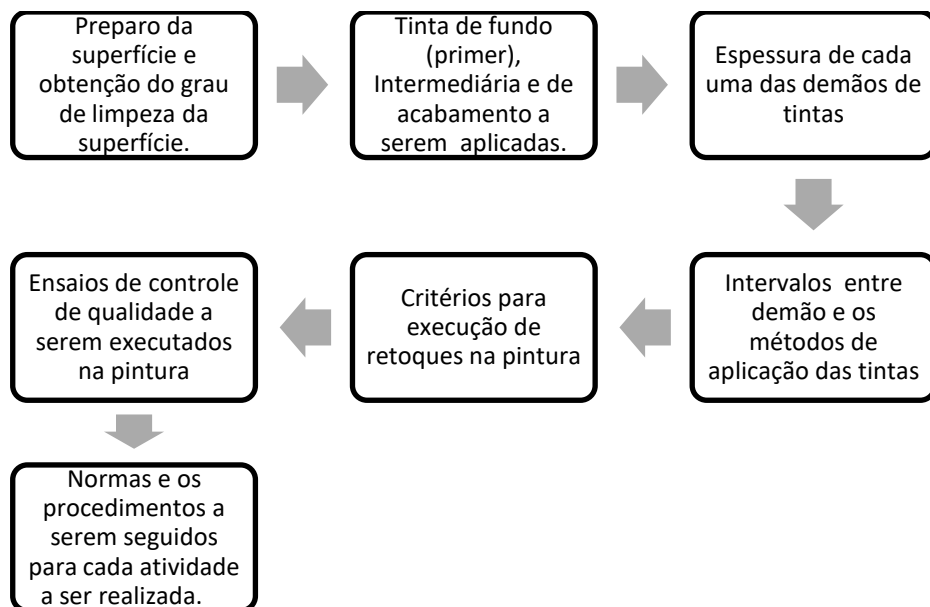 Preparo da
superfície e
obtenção do grau
de limpeza da
superfície.
Tinta de fundo
(primer),
Intermediária e de
acabamento a
serem aplicadas.
Espessura de cada
uma das demãos de
tintas
Intervalos entre
demão e os
métodos de
aplicação das tintas
Critérios para
execução de
retoques na pintura
Ensaios de controle
de qualidade a
serem executados
na pintura
Normas e os
procedimentos a
serem seguidos
para cada atividade
a ser realizada.